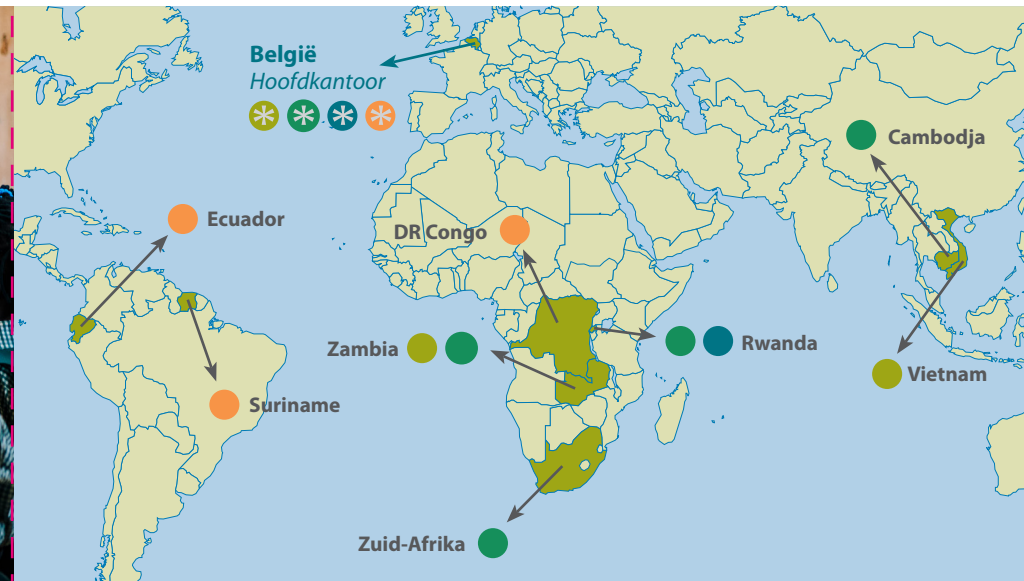 België
Hoofdkantoor
Cambodja
Ecuador
DR Congo
Zambia
Rwanda
Vietnam
Suriname
Zuid-Afrika